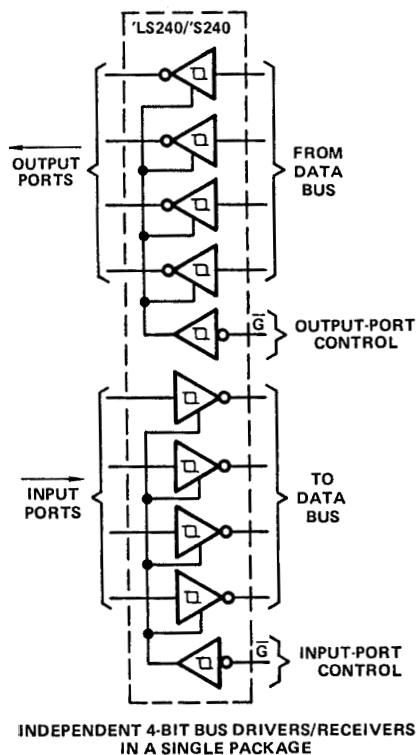 'LS240/'S240
OUTPUT
PORTS
FROM
DATA
BUS
G̅
OUTPUT-PORT
CONTROL
INPUT
PORTS
TO
DATA
BUS
G̅
INPUT-PORT
CONTROL
INDEPENDENT 4-BIT BUS DRIVERS/RECEIVERS
IN A SINGLE PACKAGE